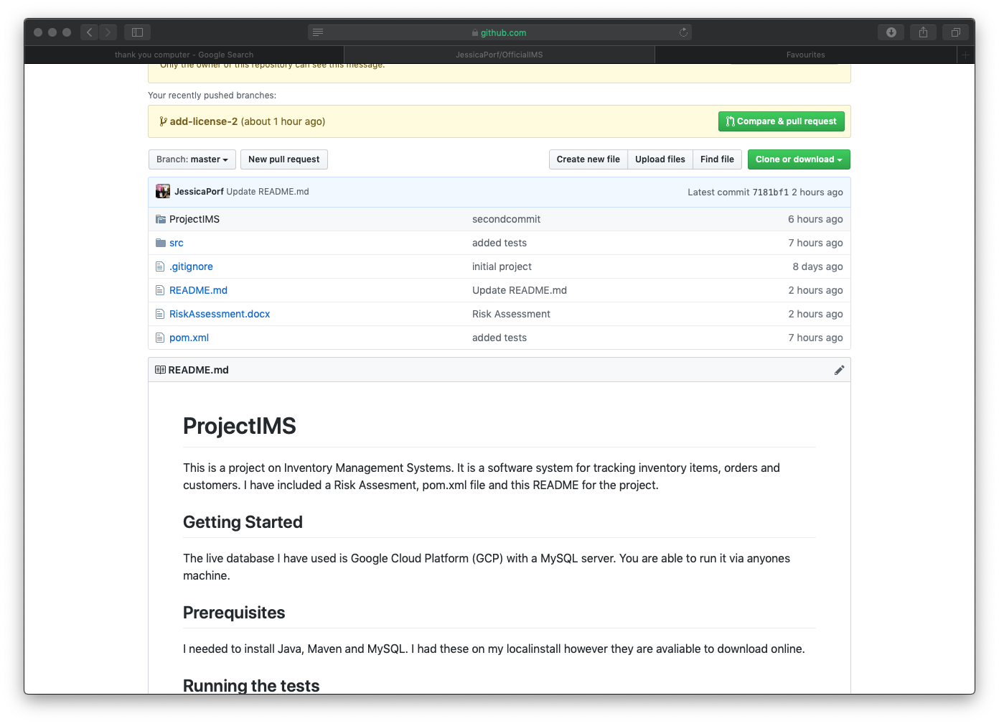 github.com
thank you computer - Google Search
JessicaPorf/OfficialIMS
Favourites
Only the owner of this repository can see this message.
Your recently pushed branches:
add-license-2 (about 1 hour ago)
Compare & pull request
Branch: master
New pull request
Create new file
Upload files
Find file
Clone or download
JessicaPorf Update README.md
Latest commit 7181bf1 2 hours ago
ProjectIMS secondcommit 6 hours ago
src added tests 7 hours ago
.gitignore initial project 8 days ago
README.md Update README.md 2 hours ago
RiskAssessment.docx Risk Assessment 2 hours ago
pom.xml added tests 7 hours ago
README.md
ProjectIMS
This is a project on Inventory Management Systems. It is a software system for tracking inventory items, orders and
customers. I have included a Risk Assesment, pom.xml file and this README for the project.
Getting Started
The live database I have used is Google Cloud Platform (GCP) with a MySQL server. You are able to run it via anyones
machine.
Prerequisites
I needed to install Java, Maven and MySQL. I had these on my localinstall however they are avaliable to download online.
Running the tests